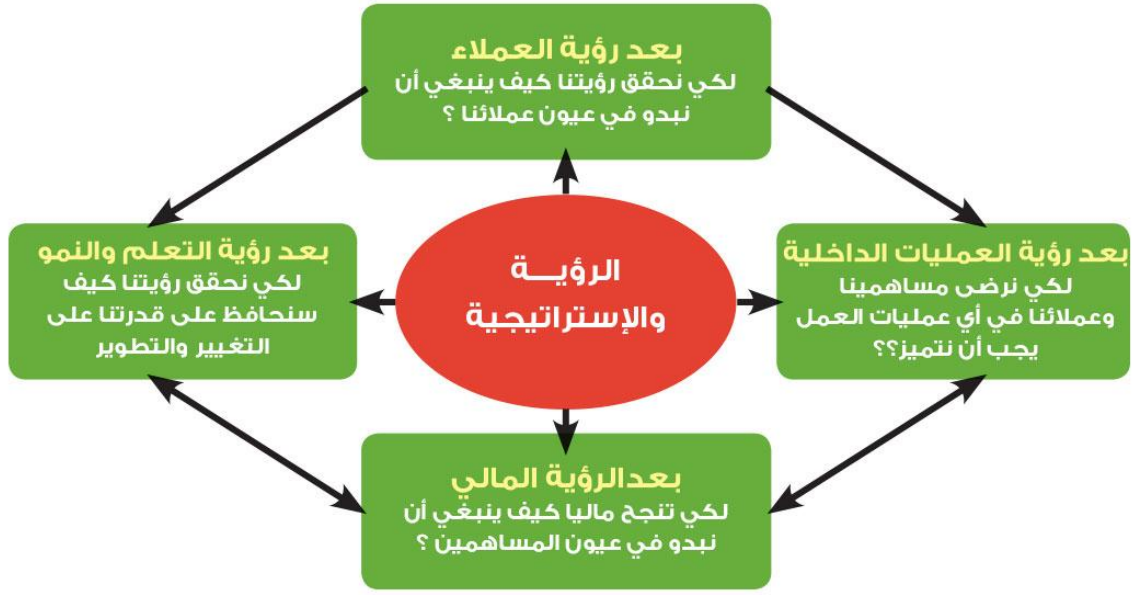 بعد رؤية العملاء
لكي نحقق رؤيتنا كيف ينبغي أن
نبدو في عيون عملائنا ؟
بعد رؤية العمليات الداخلية
لكي نرضى مساهمينا
وعملائنا في أي عمليات العمل
يجب أن نتميز؟؟
الرؤيـــة
والإستراتيجية
بعد رؤية التعلم والنمو
لكي نحقق رؤيتنا كيف
سنحافظ على قدرتنا على
التغيير والتطوير
بعدالرؤية المالي
لكي تنجح ماليا كيف ينبغي أن
نبدو في عيون المساهمين ؟